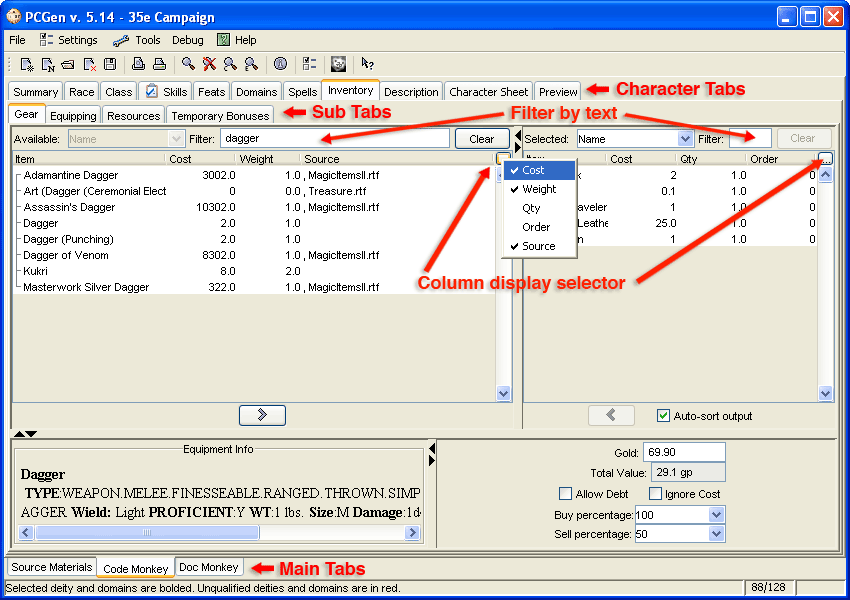 PCGen v. 5.14 - 35e Campaign
File Settings Tools Debug Help
Summary Race Class Skills Feats Domains Spells Inventory Description Character Sheet Preview Character Tabs
Gear Equipping Resources Temporary Bonuses Sub Tabs Filter by text
Available: Name Filter: dagger Clear Selected: Name Filter: Clear
Item Cost Weight Source Cost Qty Order ...
Adamantine Dagger 3002.0 1.0 , MagicItemsII.rtf Cost k 2 1.0 0
Art (Dagger (Ceremonial Elect 0 0.0 , Treasure.rtf Weight 0.1 1.0 0
Assassin's Dagger 10302.0 1.0 , MagicItemsII.rtf Qty aveler 1 1.0 0
Dagger 2.0 1.0 Order Leathe 25.0 1.0 0
Dagger (Punching) 2.0 1.0 Source n 1 1.0 0
Dagger of Venom 8302.0 1.0 , MagicItemsII.rtf
Kukri 8.0 2.0
Masterwork Silver Dagger 322.0 1.0 , MagicItemsII.rtf
Column display selector
Auto-sort output
Equipment Info
Dagger
TYPE:WEAPON.MELEE.FINESSEABLE.RANGED.THROWN.SIMP
AGGER Wield: Light PROFICIENT:Y WT:1 lbs. Size:M Damage:1d
Gold: 69.90
Total Value: 29.1 gp
Allow Debt Ignore Cost
Buy percentage: 100
Sell percentage: 50
Source Materials Code Monkey Doc Monkey Main Tabs
Selected deity and domains are bolded. Unqualified deities and domains are in red. 88/128